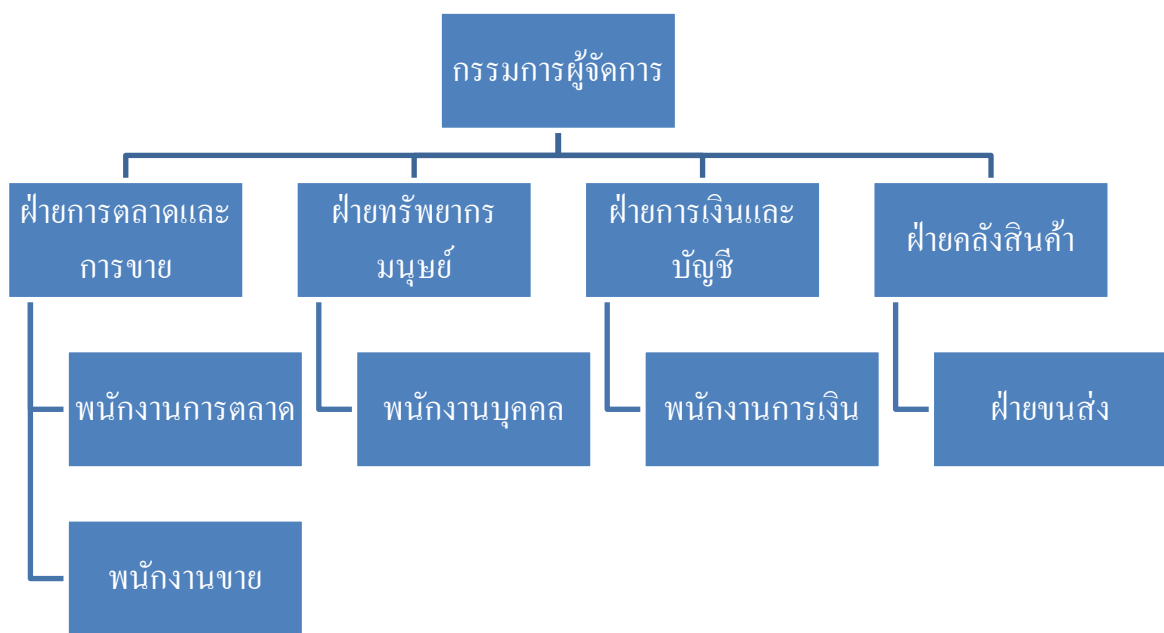 กรรมการผู้จัดการ
ฝ่ายการตลาดและ
การขาย
ฝ่ายทรัพยากร
มนุษย์
ฝ่ายการเงินและ
บัญชี
ฝ่ายคลังสินค้า
พนักงานการตลาด
พนักงานบุคคล
พนักงานการเงิน
ฝ่ายขนส่ง
พนักงานขาย